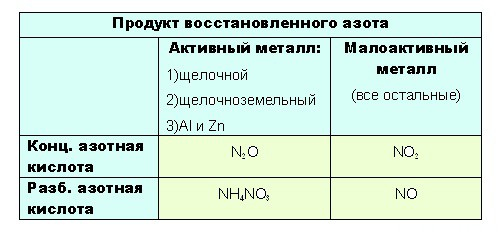 Продукт восстановленного азота
Активный металл:
1)щелочной
2)щелочноземельный
3)Al и Zn
Малоактивный
металл
(все остальные)
Конц. азотная
кислота
N₂O
NO₂
Разб. азотная
кислота
NH₄NO₃
NO